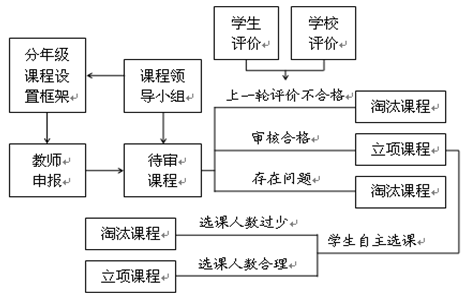 学生
评价
学校
评价
分年级
课程设
置框架
课程领
导小组
上一轮评价不合格
淘汰课程
教师
申报
待审
课程
审核合格
立项课程
存在问题
淘汰课程
淘汰课程
选课人数过少
学生自主选课
立项课程
选课人数合理